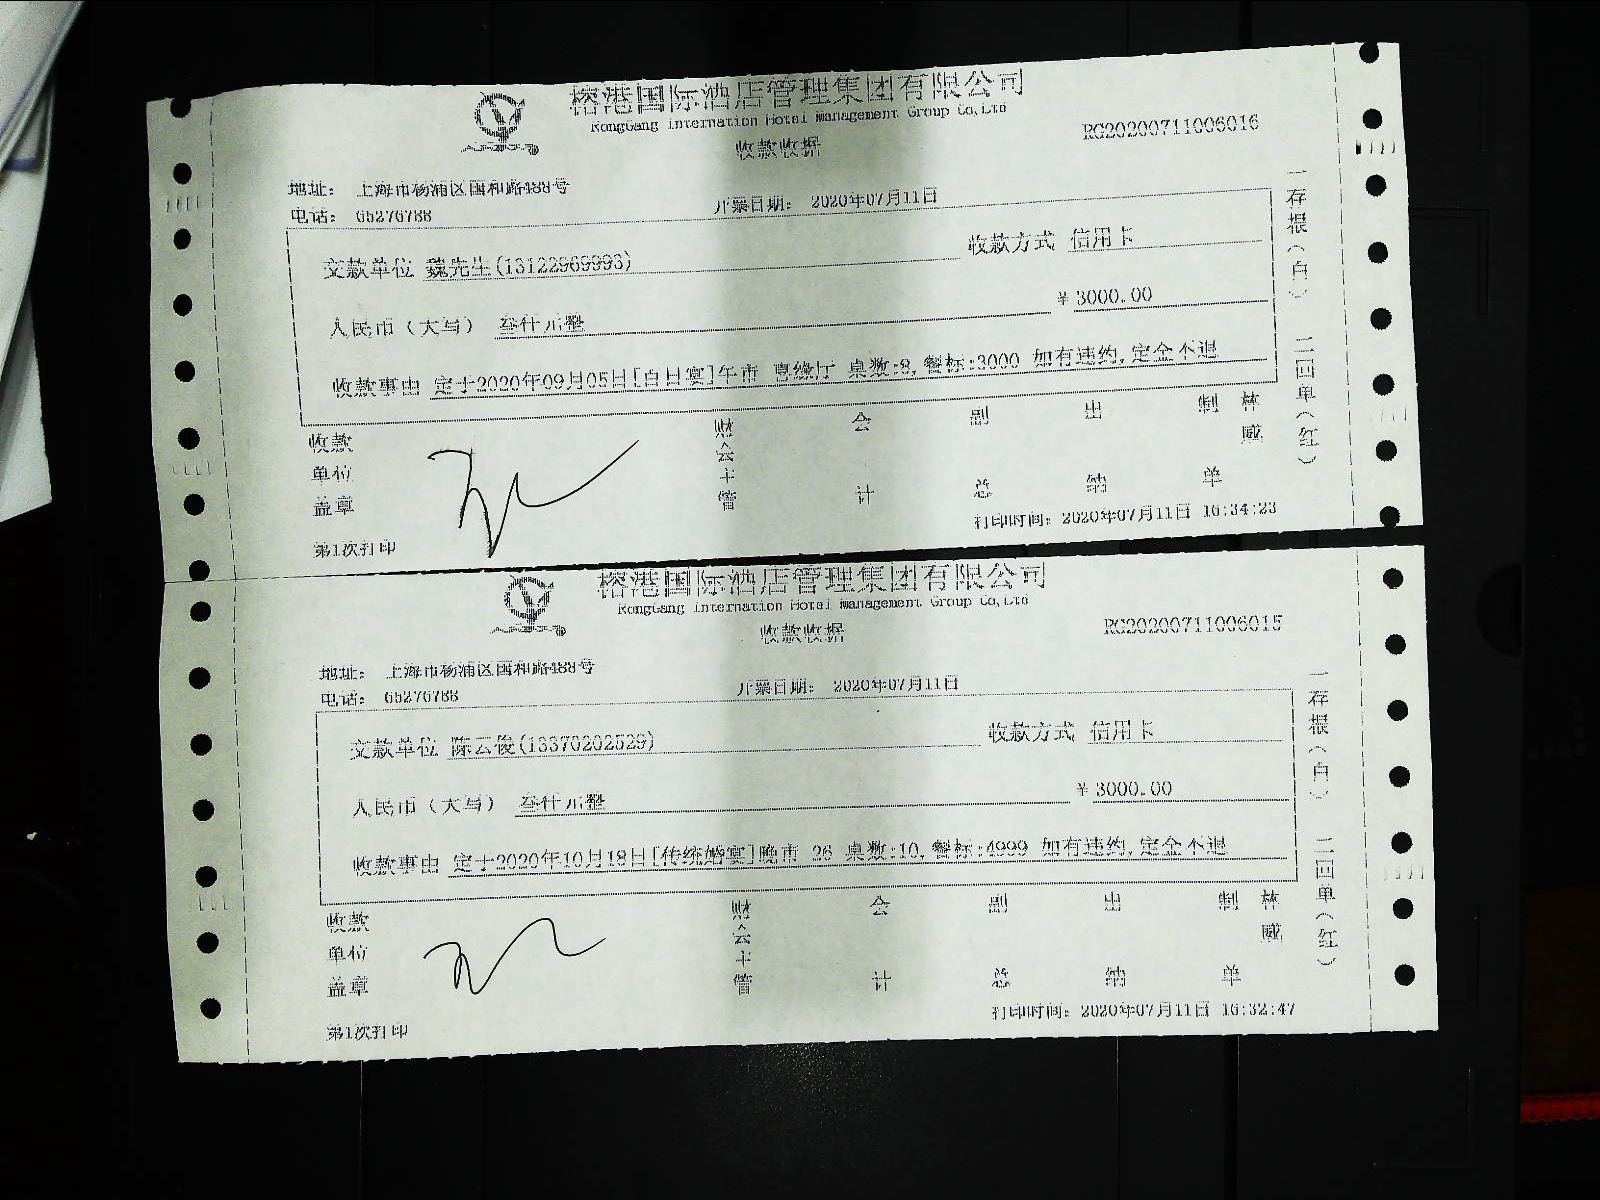 榕港国际酒店管理集团有限公司
RongGang Internation Hotel Management Group Co,Ltd
收款收据
RG20200711006016
地址： 上海市杨浦区国和路488号
电话： 65276788
开票日期： 2020年07月11日
交款单位 魏先生(13122969993)
收款方式 信用卡
人民币（大写） 叁仟元整
¥ 3000.00
收款事由 定于2020年09月05日[百日宴]午市 喜缘厅 桌数:8,餐标:3000 如有违约,定金不退
收款单位盖章
财会主管
会计
副总
出纳
制单
林威
一存根（白） 二回单（红）
第1次打印
打印时间：2020年07月11日 16:34:23
榕港国际酒店管理集团有限公司
RongGang Internation Hotel Management Group Co,Ltd
收款收据
RG20200711006015
地址： 上海市杨浦区国和路488号
电话： 65276788
开票日期： 2020年07月11日
交款单位 陈云俊(13370202529)
收款方式 信用卡
人民币（大写） 叁仟元整
¥ 3000.00
收款事由 定于2020年10月18日[传统婚宴]晚市 26 桌数:10,餐标:4999 如有违约,定金不退
收款单位盖章
财会主管
会计
副总
出纳
制单
林威
一存根（白） 二回单（红）
第1次打印
打印时间：2020年07月11日 16:32:47